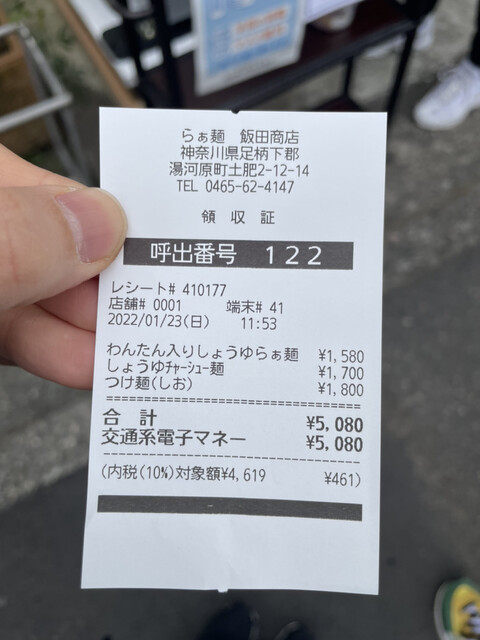 らぁ麺 飯田商店
神奈川県足柄下郡
湯河原町土肥2-12-14
TEL 0465-62-4147
領 収 証
呼出番号 122
レシート# 410177
店舗# 0001 端末# 41
2022/01/23(日) 11:53
わんたん入りしょうゆらぁ麺 ¥1,580
しょうゆﾁｬｰｼｭｰ麺 ¥1,700
つけ麺(しお) ¥1,800
合 計 ¥5,080
交通系電子マネー ¥5,080
(内税(10%)対象額¥4,619 ¥461)